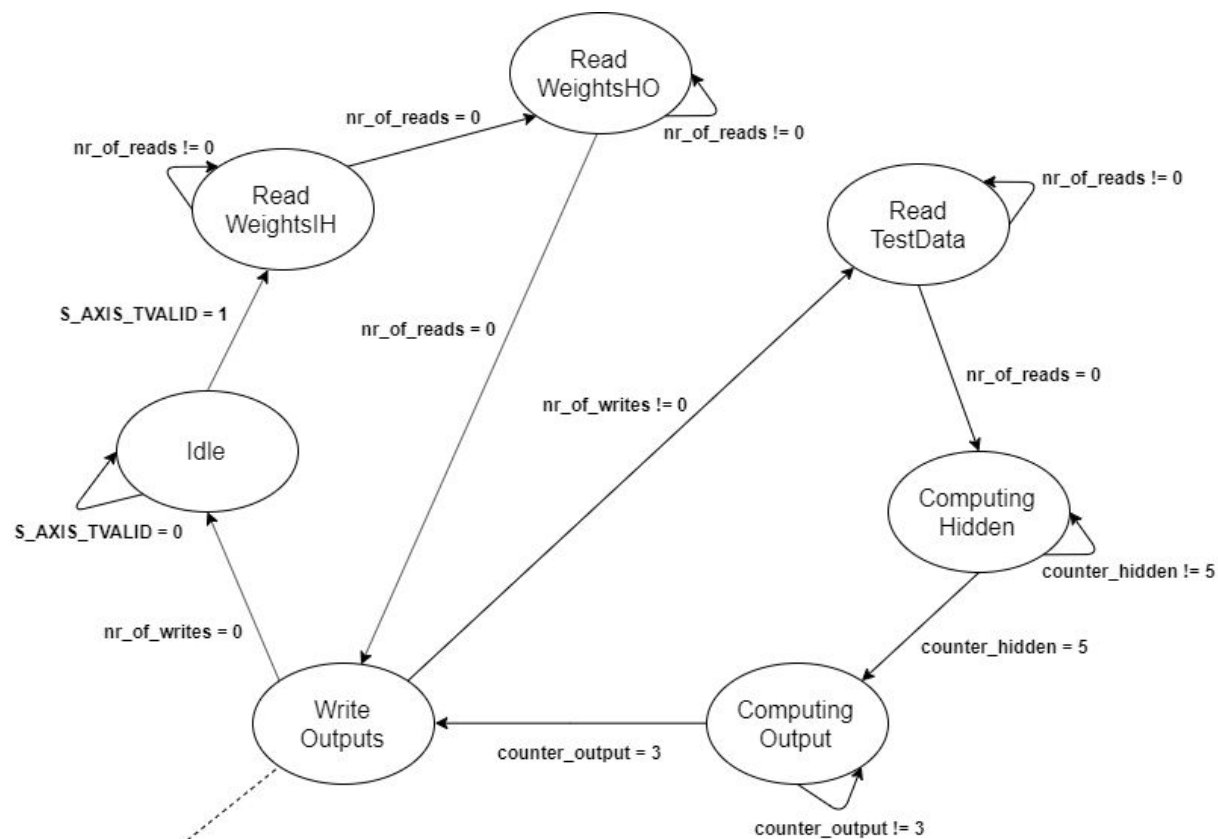 Read
WeightsHO
nr_of_reads = 0
nr_of_reads != 0
nr_of_reads != 0
Read
WeightsIH
nr_of_reads != 0
Read
TestData
S_AXIS_TVALID = 1
nr_of_reads = 0
nr_of_reads = 0
nr_of_writes != 0
Idle
Computing
Hidden
S_AXIS_TVALID = 0
counter_hidden != 5
nr_of_writes = 0
counter_hidden = 5
Write
Outputs
Computing
Output
counter_output = 3
counter_output != 3